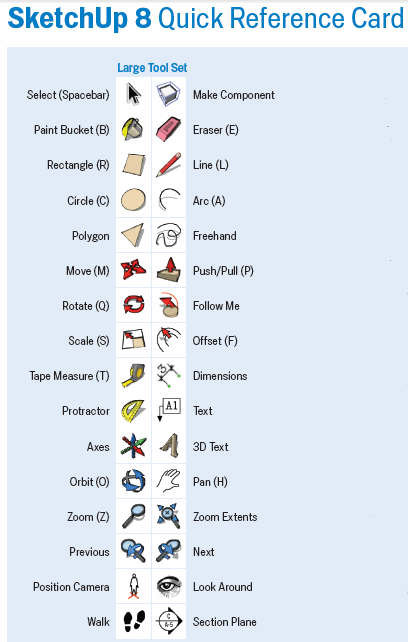 SketchUp 8 Quick Reference Card
Large Tool Set
Select (Spacebar) Make Component
Paint Bucket (B) Eraser (E)
Rectangle (R) Line (L)
Circle (C) Arc (A)
Polygon Freehand
Move (M) Push/Pull (P)
Rotate (Q) Follow Me
Scale (S) Offset (F)
Tape Measure (T) 3 Dimensions
Protractor A1 Text
Axes 3D Text
Orbit (O) Pan (H)
Zoom (Z) Zoom Extents
Previous Next
Position Camera Look Around
Walk C A-5 Section Plane